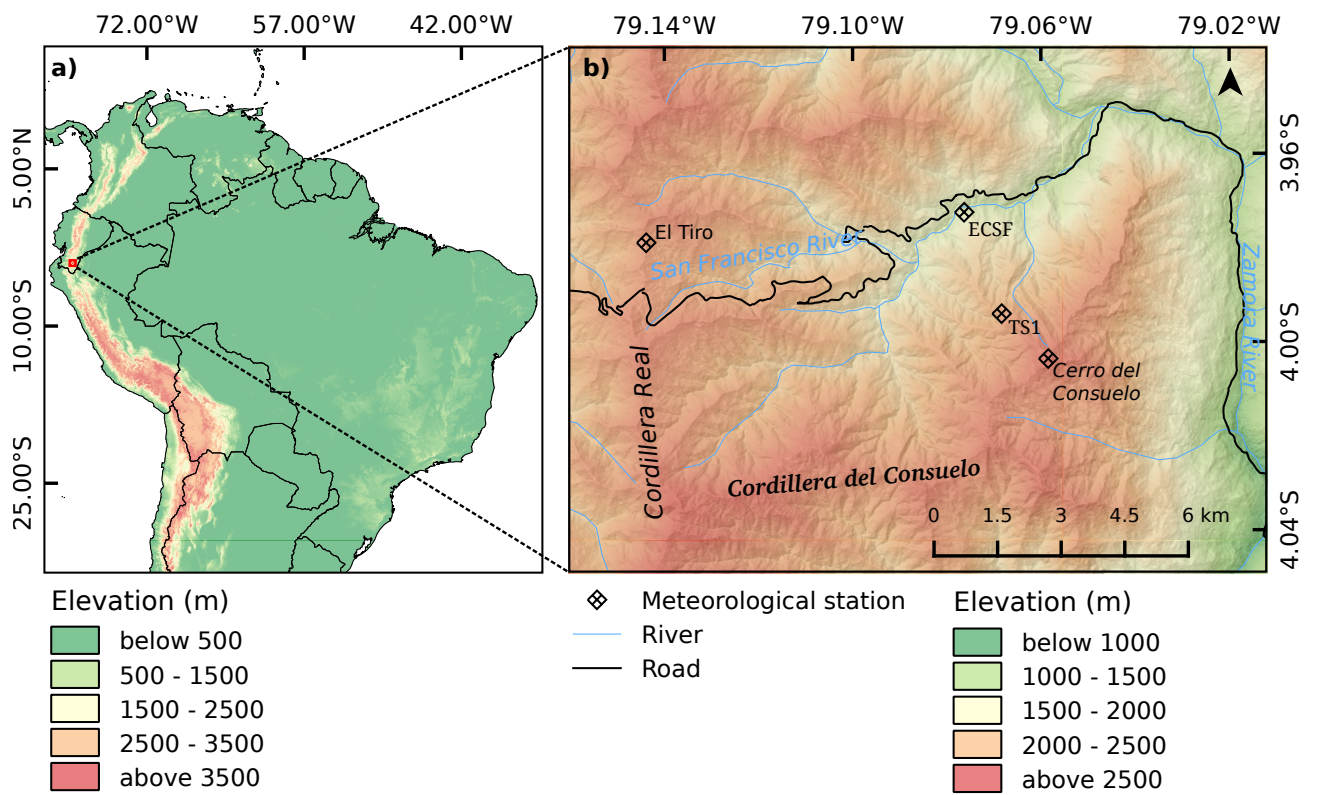 72.00°W 57.00°W 42.00°W
79.14°W 79.10°W 79.06°W 79.02°W
a)
b)
5.00°N
10.00°S
25.00°S
3.96°S
4.00°S
4.04°S
El Tiro
San Francisco River
ECSF
TS1
Cerro del
Consuelo
Zamora River
Cordillera Real
Cordillera del Consuelo
0 1.5 3 4.5 6 km
Elevation (m)
below 500
500 - 1500
1500 - 2500
2500 - 3500
above 3500
Meteorological station
River
Road
Elevation (m)
below 1000
1000 - 1500
1500 - 2000
2000 - 2500
above 2500